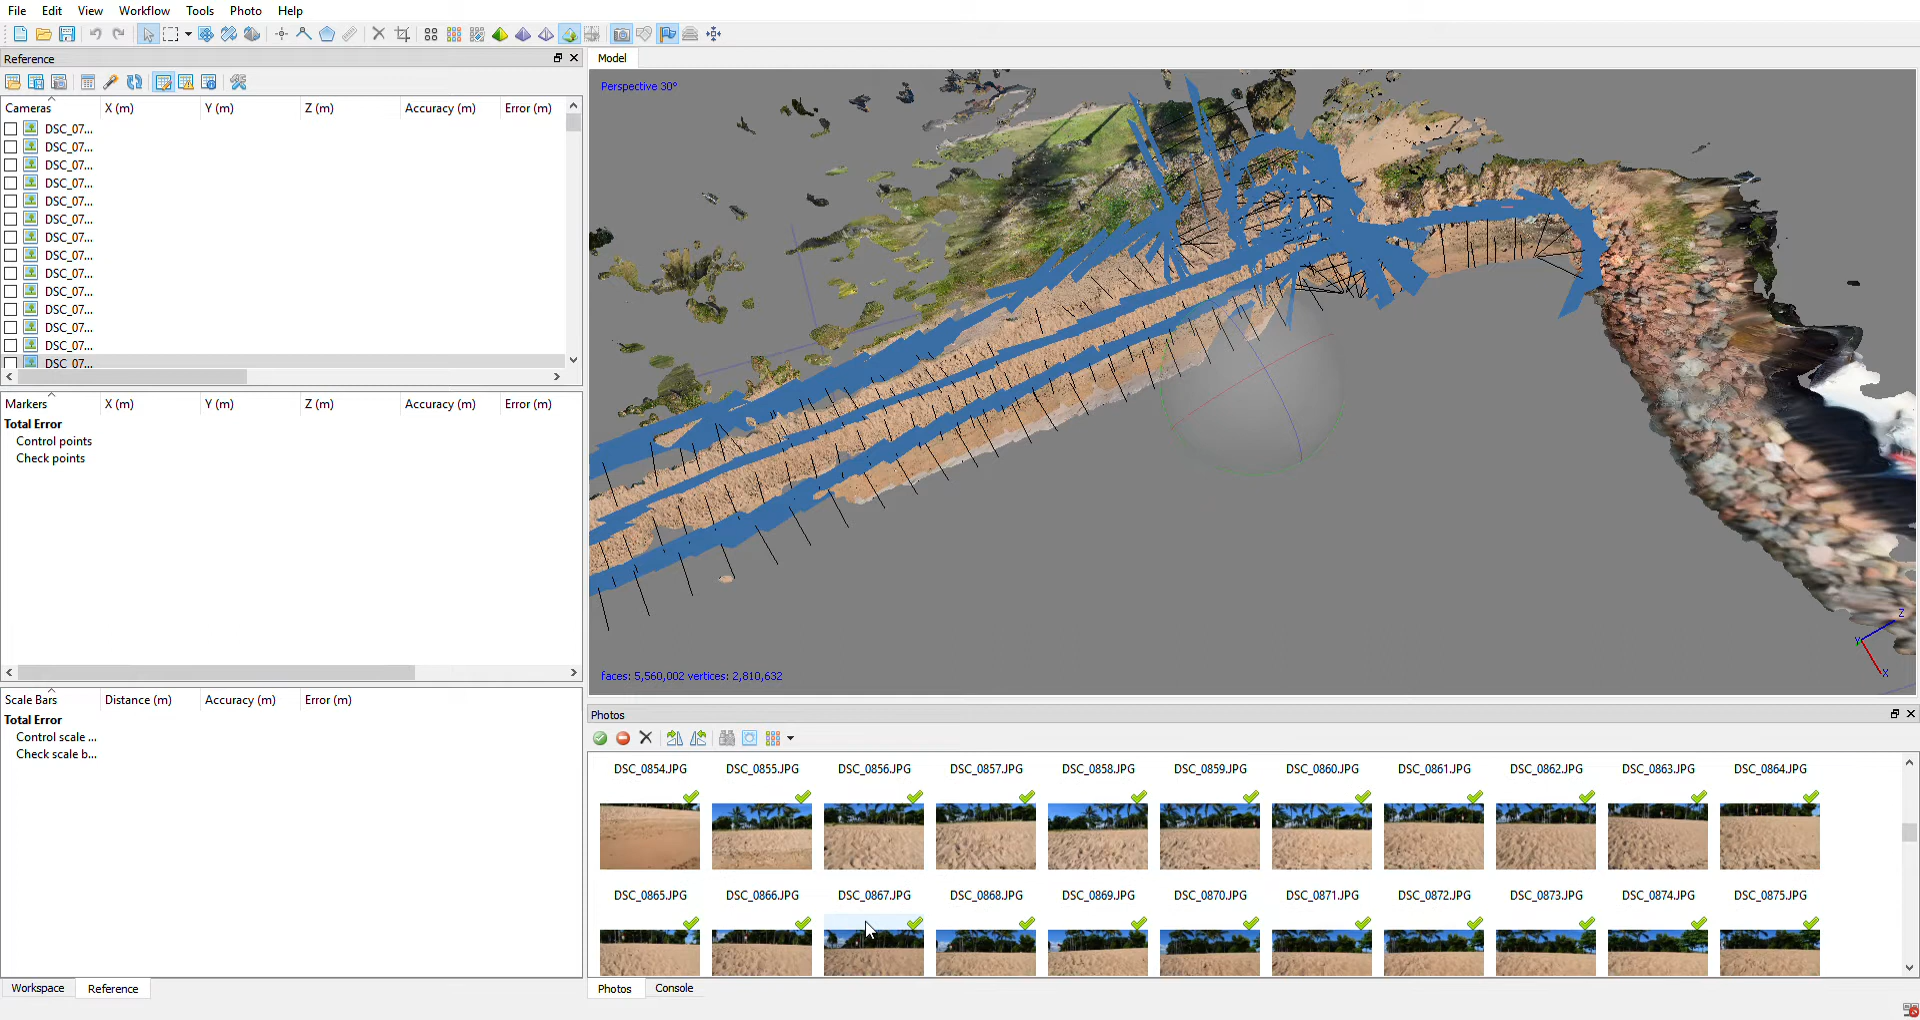 File Edit View Workflow Tools Photo Help
Reference
Cameras X (m) Y (m) Z (m) Accuracy (m) Error (m)
DSC_07...
DSC_07...
DSC_07...
DSC_07...
DSC_07...
DSC_07...
DSC_07...
DSC_07...
DSC_07...
DSC_07...
DSC_07...
DSC_07...
DSC_07...
DSC_07...
Markers X (m) Y (m) Z (m) Accuracy (m) Error (m)
Total Error
Control points
Check points
Scale Bars Distance (m) Accuracy (m) Error (m)
Total Error
Control scale ...
Check scale b...
Workspace Reference
Model
Perspective 30°
Z
Y
X
faces: 5,560,002 vertices: 2,810,632
Photos
DSC_0854.JPG DSC_0855.JPG DSC_0856.JPG DSC_0857.JPG DSC_0858.JPG DSC_0859.JPG DSC_0860.JPG DSC_0861.JPG DSC_0862.JPG DSC_0863.JPG DSC_0864.JPG
DSC_0865.JPG DSC_0866.JPG DSC_0867.JPG DSC_0868.JPG DSC_0869.JPG DSC_0870.JPG DSC_0871.JPG DSC_0872.JPG DSC_0873.JPG DSC_0874.JPG DSC_0875.JPG
Photos Console